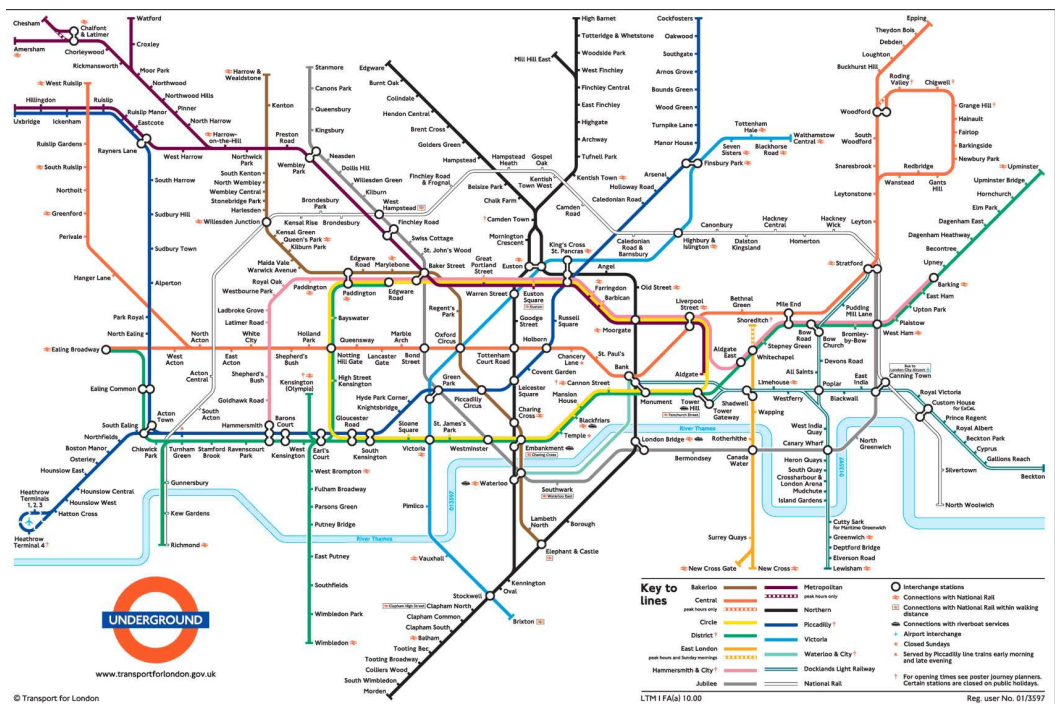 Chesham
Chalfont
& Latimer
Watford
Amersham
Chorleywood
Croxley
Rickmansworth
Moor Park
Northwood
Northwood Hills
Pinner
North Harrow
West Ruislip
Hillingdon
Ruislip
Ruislip Manor
Eastcote
Uxbridge
Ickenham
Ruislip Gardens
Rayners Lane
Harrow-
on-the-Hill
West Harrow
Northwick
Park
Preston
Road
Wembley
Park
South Ruislip
Northolt
Greenford
Perivale
Hanger Lane
South Harrow
Sudbury Hill
Sudbury Town
Alperton
Park Royal
North Ealing
Harrow &
Wealdstone
Kenton
South Kenton
North Wembley
Wembley Central
Stonebridge Park
Harlesden
Willesden Junction
Kensal Green
Queen's Park
Kilburn Park
Maida Vale
Warwick Avenue
Stanmore
Canons Park
Queensbury
Kingsbury
Neasden
Dollis Hill
Willesden Green
Kilburn
West
Hampstead
Finchley Road
Swiss Cottage
St. John's Wood
Brondesbury
Park
Kensal Rise
Brondesbury
Finchley Road
& Frognal
Edgware
Burnt Oak
Colindale
Hendon Central
Brent Cross
Golders Green
Hampstead
Belsize Park
Chalk Farm
Camden Town
Mornington
Crescent
Euston
Hampstead
Heath
Gospel
Oak
Kentish
Town West
Camden
Road
Mill Hill East
High Barnet
Totteridge & Whetstone
Woodside Park
West Finchley
Finchley Central
East Finchley
Highgate
Archway
Tufnell Park
Kentish Town
Cockfosters
Oakwood
Southgate
Arnos Grove
Bounds Green
Wood Green
Turnpike Lane
Manor House
Finsbury Park
Arsenal
Holloway Road
Caledonian Road
Seven
Sisters
Tottenham
Hale
Blackhorse
Road
Walthamstow
Central
Caledonian
Road &
Barnsbury
Highbury &
Islington
Canonbury
Dalston
Kingsland
Hackney
Central
Homerton
Hackney
Wick
Epping
Theydon Bois
Debden
Loughton
Buckhurst Hill
Roding
Valley
Chigwell
Woodford
Grange Hill
Hainault
Fairlop
Barkingside
Newbury Park
South
Woodford
Snaresbrook
Redbridge
Wanstead
Gants
Hill
Leytonstone
Leyton
Stratford
Upminster
Upminster Bridge
Hornchurch
Elm Park
Dagenham East
Dagenham Heathway
Becontree
Upney
Barking
East Ham
Upton Park
Plaistow
West Ham
Bromley-
by-Bow
Bow
Road
Bow
Church
Pudding
Mill Lane
Mile End
Stepney Green
Whitechapel
Bethnal
Green
Shoreditch
Liverpool
Street
Aldgate
East
Aldgate
Moorgate
Old Street
Angel
King's Cross
St. Pancras
Farringdon
Barbican
Euston
Square
Euston
Warren Street
Great
Portland
Street
Baker Street
Marylebone
Edgware
Road
Edgware
Road
Paddington
Paddington
Royal Oak
Westbourne Park
Ladbroke Grove
Latimer Road
White
City
Shepherd's
Bush
Goldhawk Road
Hammersmith
Bayswater
Queensway
Notting
Hill Gate
Lancaster
Gate
Marble
Arch
Bond
Street
Oxford
Circus
Regent's
Park
Goodge
Street
Tottenham
Court Road
Russell
Square
Holborn
Chancery
Lane
St. Paul's
Bank
Holland
Park
Shepherd's
Bush
East
Acton
North
Acton
West
Acton
Ealing Broadway
Ealing Common
Acton
Central
South
Acton
South Ealing
Acton
Town
Northfields
Boston Manor
Osterley
Hounslow East
Hounslow Central
Hounslow West
Hatton Cross
Heathrow
Terminals
1, 2, 3
Heathrow
Terminal 4
Chiswick
Park
Turnham
Green
Stamford
Brook
Ravenscourt
Park
Barons
Court
West
Kensington
Kensington
(Olympia)
High Street
Kensington
Earl's
Court
Gloucester
Road
South
Kensington
Hyde Park Corner
Knightsbridge
Sloane
Square
Victoria
St. James's
Park
Westminster
Green
Park
Piccadilly
Circus
Covent Garden
Leicester
Square
Charing
Cross
Embankment
Charing Cross
Temple
Blackfriars
Mansion
House
Cannon Street
Monument
Tower
Hill
Fenchurch Street
Tower
Gateway
Shadwell
Limehouse
Westferry
Wapping
Rotherhithe
Canada
Water
Surrey Quays
New Cross Gate
New Cross
All Saints
Devons Road
Poplar
Blackwall
East
India
Canning Town
Bus to
London City Airport
Royal Victoria
Custom House
for ExCeL
Prince Regent
Royal Albert
Beckton Park
Cyprus
Gallions Reach
Beckton
Silvertown
North Woolwich
North
Greenwich
West India
Quay
Canary Wharf
Heron Quays
South Quay
Crossharbour &
London Arena
Mudchute
Island Gardens
Cutty Sark
for Maritime Greenwich
Greenwich
Deptford Bridge
Elverson Road
Lewisham
London Bridge
Bermondsey
Southwark
Waterloo East
Waterloo
Lambeth
North
Borough
Elephant & Castle
Kennington
Oval
Stockwell
Brixton
Vauxhall
Pimlico
Clapham High Street
Clapham North
Clapham Common
Clapham South
Balham
Tooting Bec
Tooting Broadway
Colliers Wood
South Wimbledon
Morden
West Brompton
Fulham Broadway
Parsons Green
Putney Bridge
East Putney
Southfields
Wimbledon Park
Wimbledon
Gunnersbury
Kew Gardens
Richmond
River Thames
River Thames
013597
013597
UNDERGROUND
www.transportforlondon.gov.uk
© Transport for London
Key to
lines
Bakerloo
Central
peak hours only
Circle
District
East London
peak hours and Sunday mornings
Hammersmith & City
Jubilee
Metropolitan
peak hours only
Northern
Piccadilly
Victoria
Waterloo & City
Docklands Light Railway
National Rail
Interchange stations
Connections with National Rail
Connections with National Rail within walking
distance
Connections with riverboat services
Airport interchange
Closed Sundays
Served by Piccadilly line trains early morning
and late evening
† For opening times see poster journey planners.
Certain stations are closed on public holidays.
LTM I FA(a) 10.00
Reg. user No. 01/3597